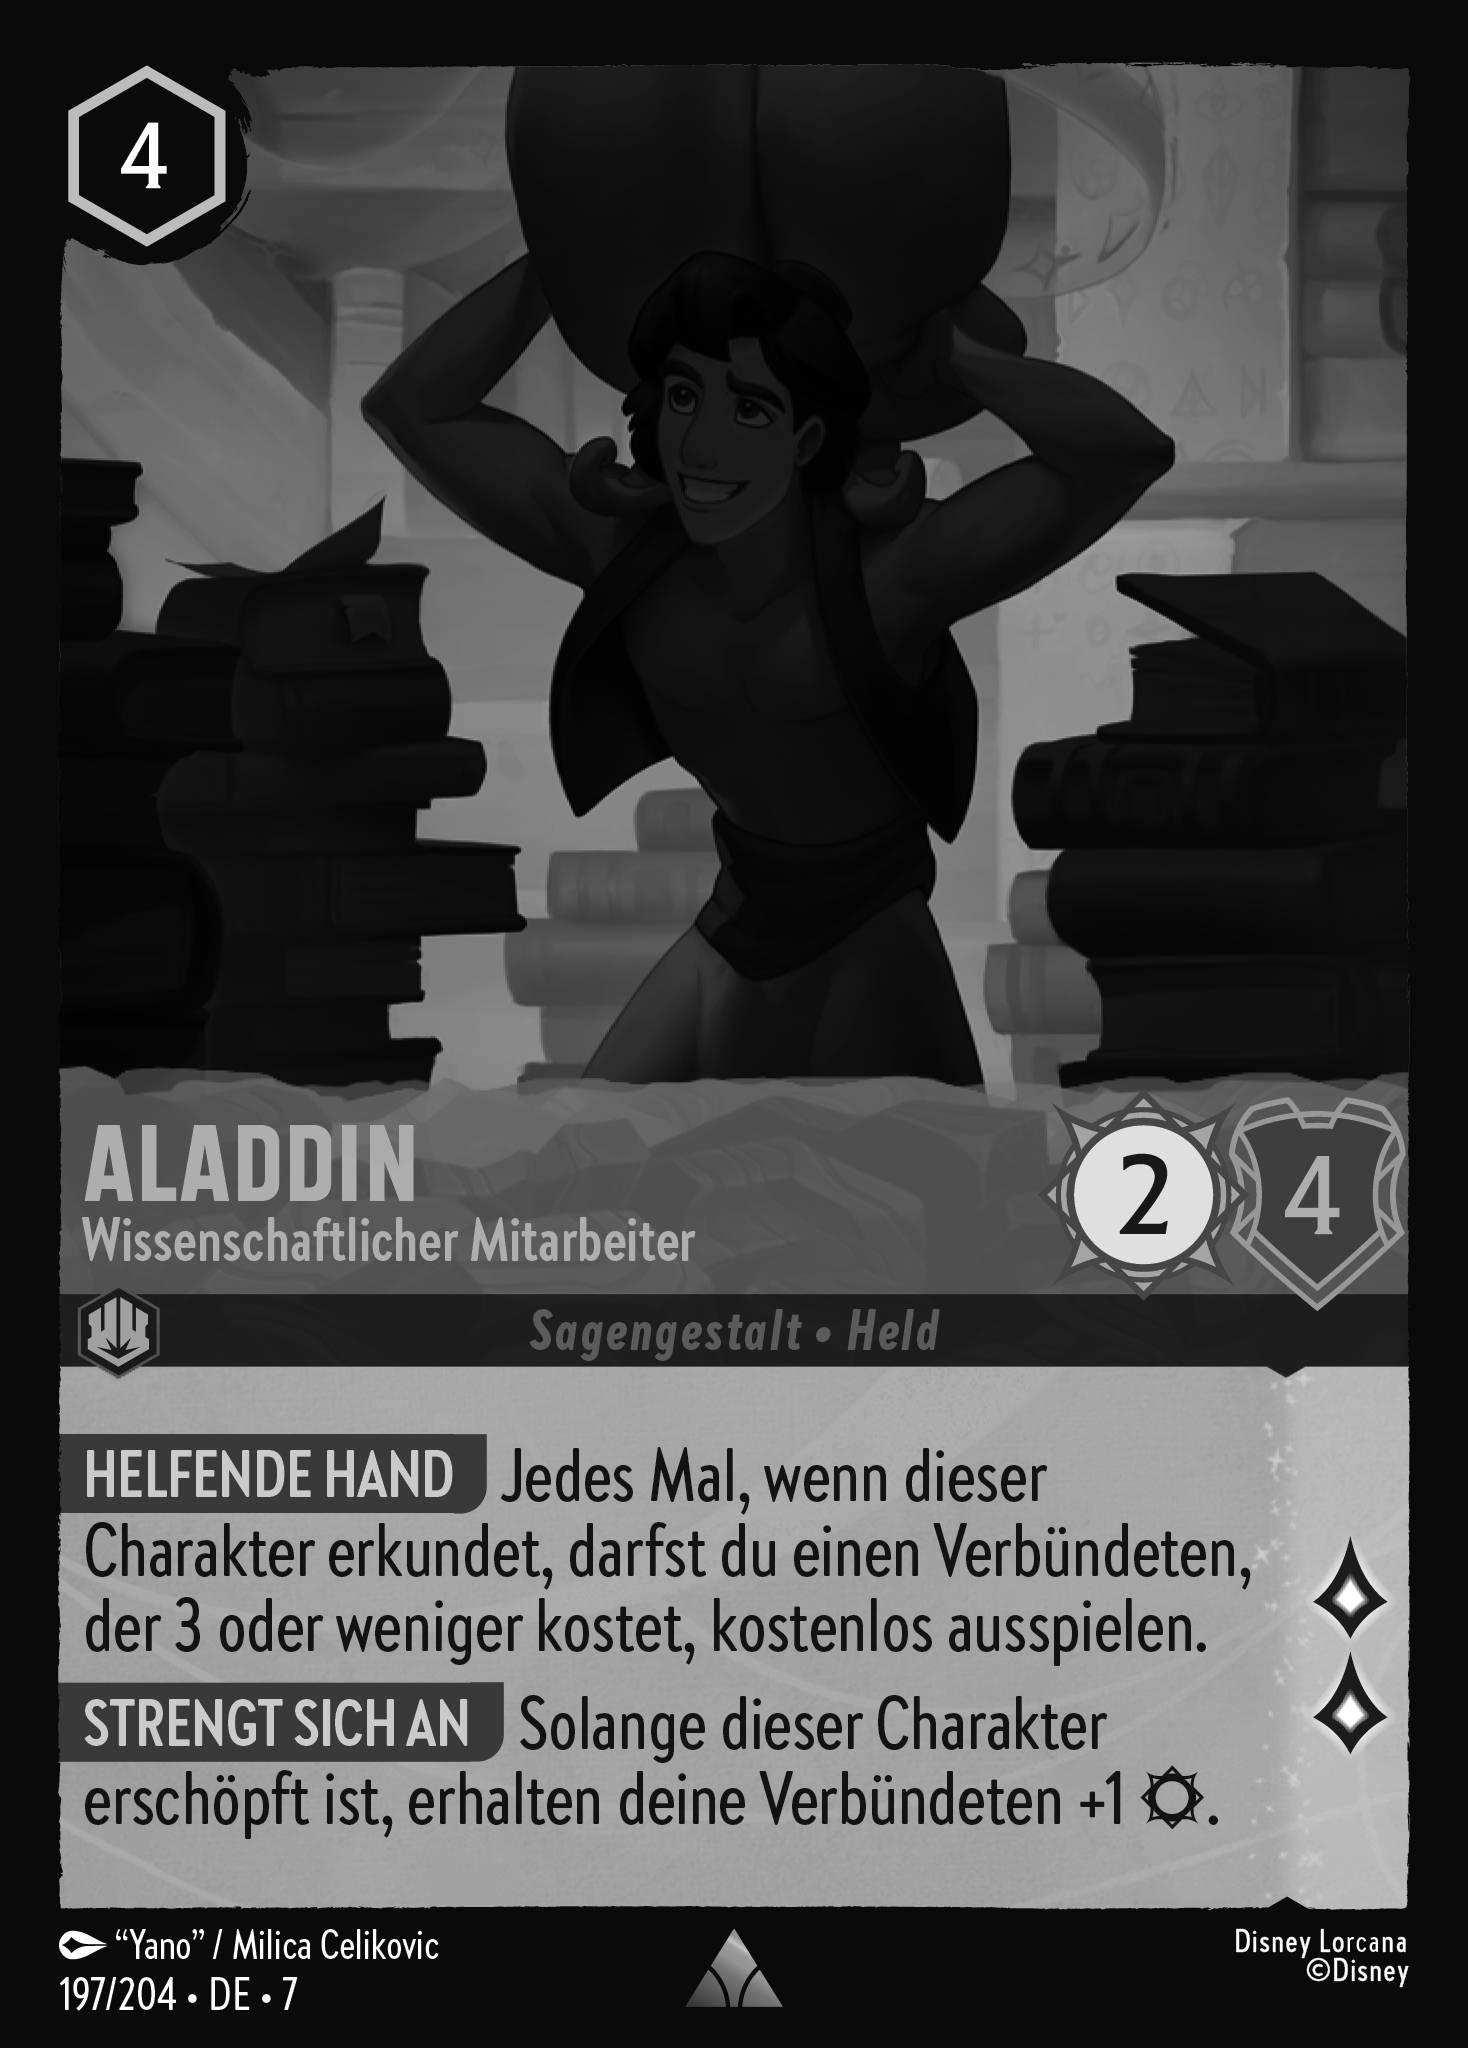 4
ALADDIN
Wissenschaftlicher Mitarbeiter
2 4
Sagengestalt • Held
HELFENDE HAND Jedes Mal, wenn dieser
Charakter erkundet, darfst du einen Verbündeten,
der 3 oder weniger kostet, kostenlos ausspielen.
STRENGT SICH AN Solange dieser Charakter
erschöpft ist, erhalten deine Verbündeten +1 .
“Yano” / Milica Celikovic
197/204 • DE • 7
Disney Lorcana
©Disney